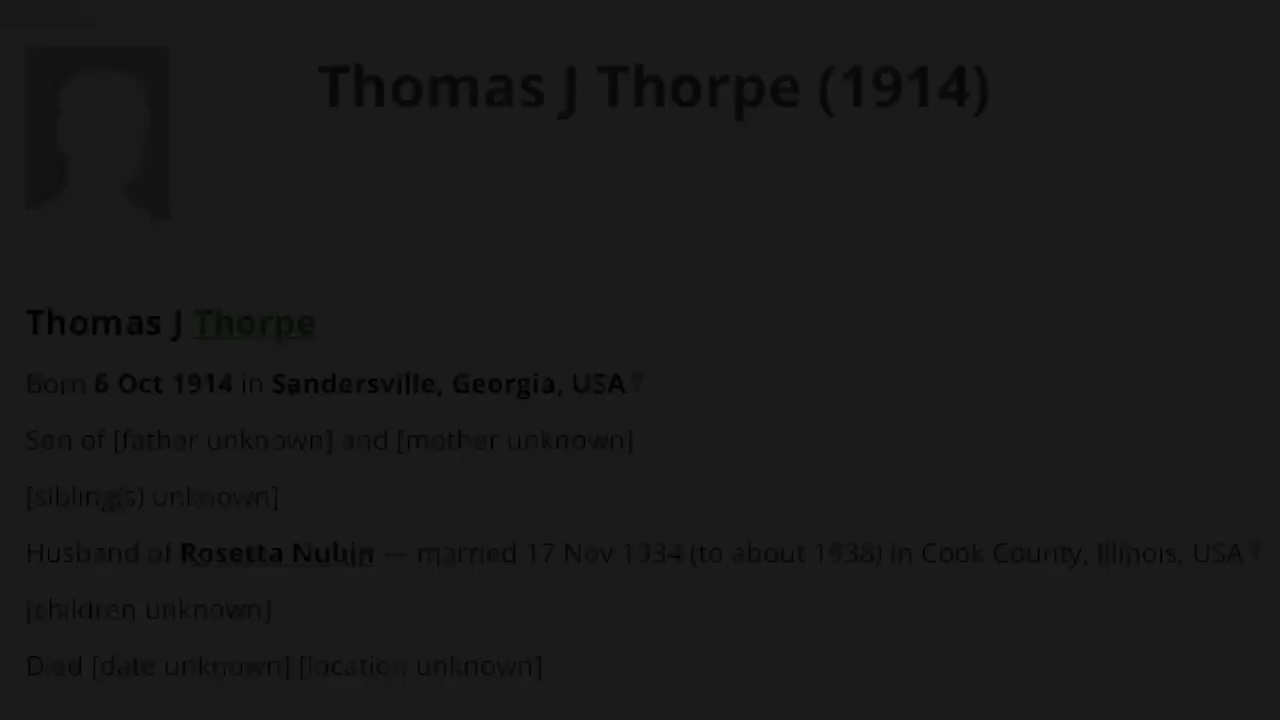 Thomas J Thorpe (1914)
Thomas J Thorpe
Born 6 Oct 1914 in Sandersville, Georgia, USA
Son of [father unknown] and [mother unknown]
[sibling(s) unknown]
Husband of Rosetta Nubin — married 17 Nov 1934 (to about 1938) in Cook County, Illinois, USA
[children unknown]
Died [date unknown] [location unknown]